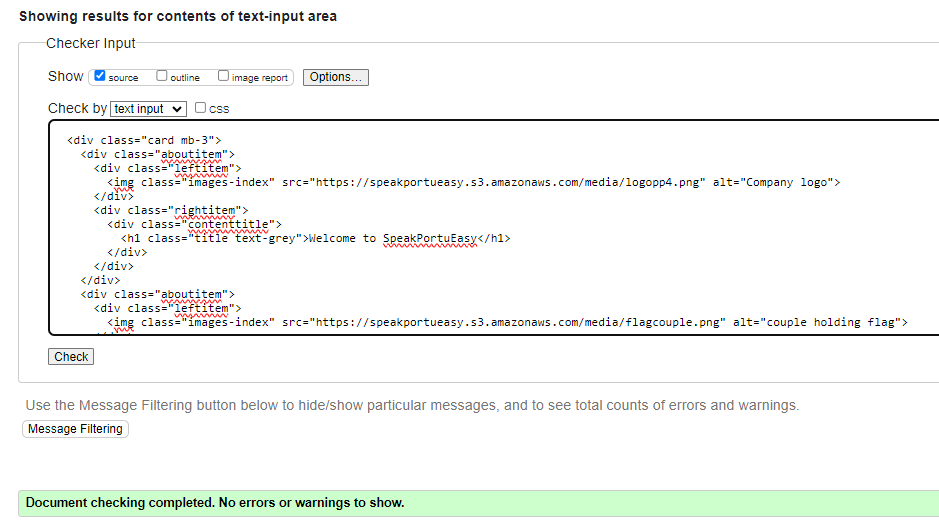 Showing results for contents of text-input area
Checker Input
Show source outline image report Options...
Check by text input css
<div class="card mb-3">
<div class="aboutitem">
<div class="leftitem">
<img class="images-index" src="https://speakportueasy.s3.amazonaws.com/media/logopp4.png" alt="Company logo">
</div>
<div class="rightitem">
<div class="contenttitle">
<h1 class="title text-grey">Welcome to SpeakPortuEasy</h1>
</div>
</div>
</div>
<div class="aboutitem">
<div class="leftitem">
<img class="images-index" src="https://speakportueasy.s3.amazonaws.com/media/flagcouple.png" alt="couple holding flag">
Check
Use the Message Filtering button below to hide/show particular messages, and to see total counts of errors and warnings.
Message Filtering
Document checking completed. No errors or warnings to show.